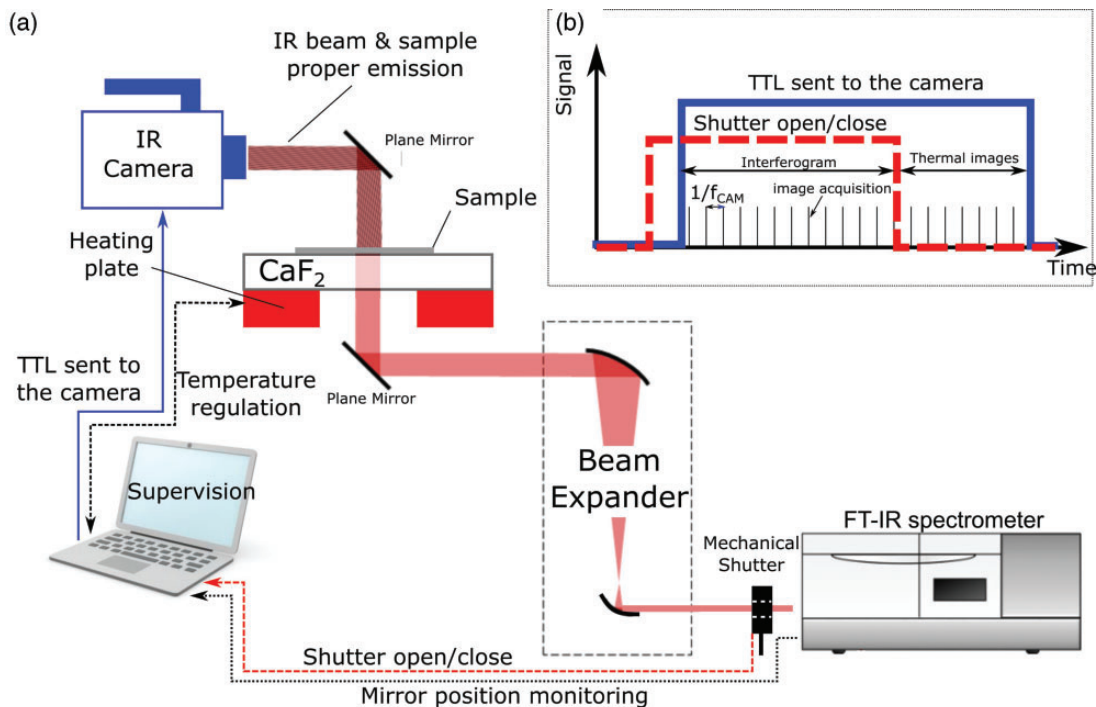 (a)
IR beam & sample
proper emission
IR
Camera
Plane Mirror
Sample
Heating
plate
CaF₂
TTL sent to
the camera
Temperature
regulation
Plane Mirror
Supervision
Beam
Expander
Mechanical
Shutter
FT-IR spectrometer
Shutter open/close
Mirror position monitoring
(b)
Signal
TTL sent to the camera
Shutter open/close
Interferogram
Thermal images
1/f_CAM
image acquisition
Time